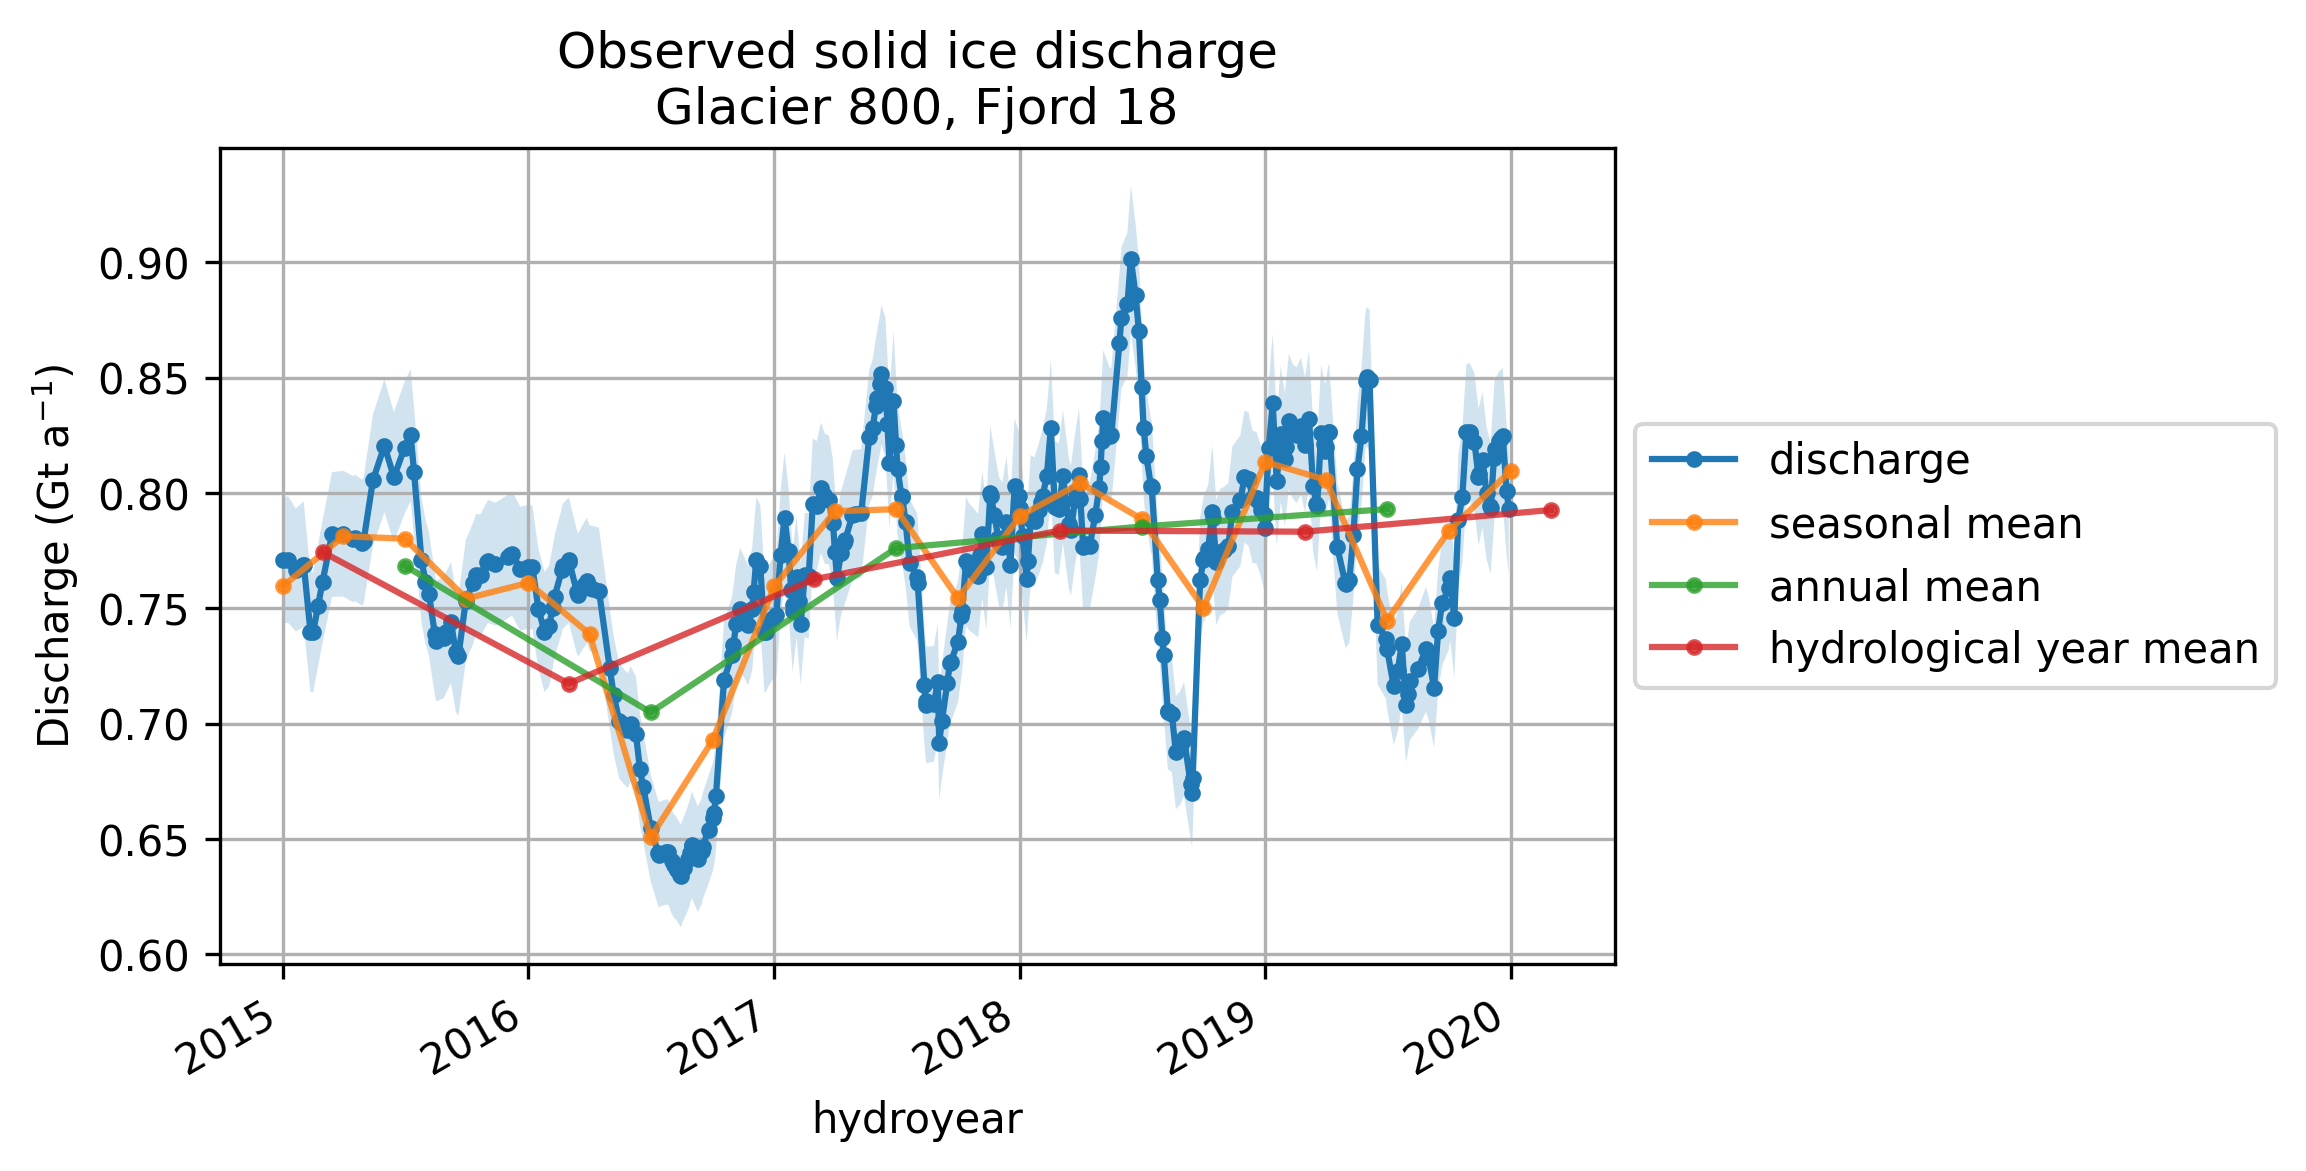 Observed solid ice discharge
Glacier 800, Fjord 18
Discharge (Gt a⁻¹)
0.90
0.85
0.80
0.75
0.70
0.65
0.60
2015
2016
2017
2018
2019
2020
hydroyear
discharge
seasonal mean
annual mean
hydrological year mean